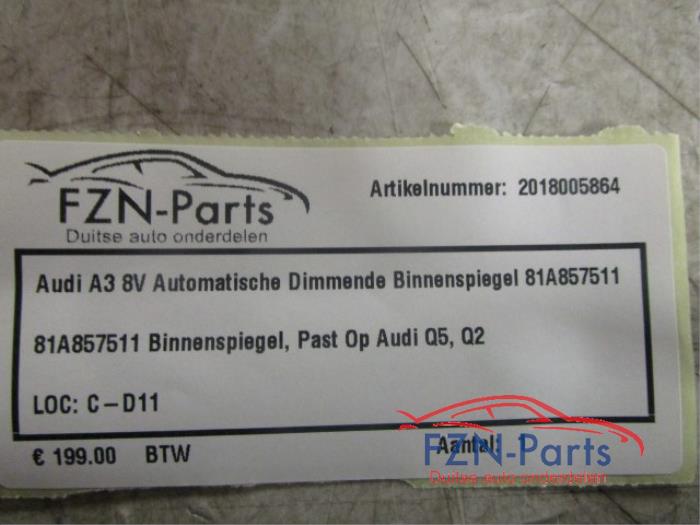 FZN-Parts
Duitse auto onderdelen
Artikelnummer: 2018005864
Audi A3 8V Automatische Dimmende Binnenspiegel 81A857511
81A857511 Binnenspiegel, Past Op Audi Q5, Q2
LOC: C-D11
€ 199.00 BTW
Aantal: 1
FZN-Parts
Duitse auto onderdelen